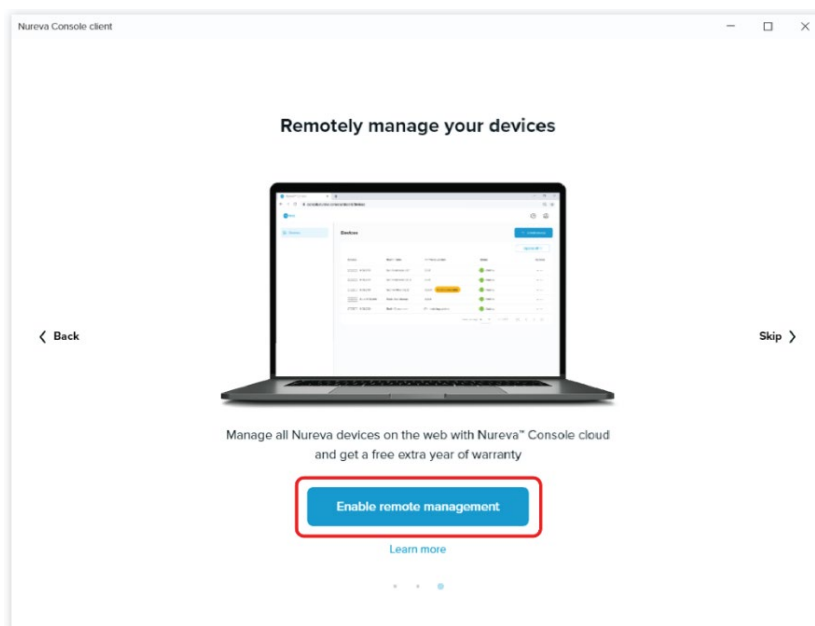 Nureva Console client
Remotely manage your devices
Devices
Back
Skip
Manage all Nureva devices on the web with Nureva™ Console cloud
and get a free extra year of warranty
Enable remote management
Learn more